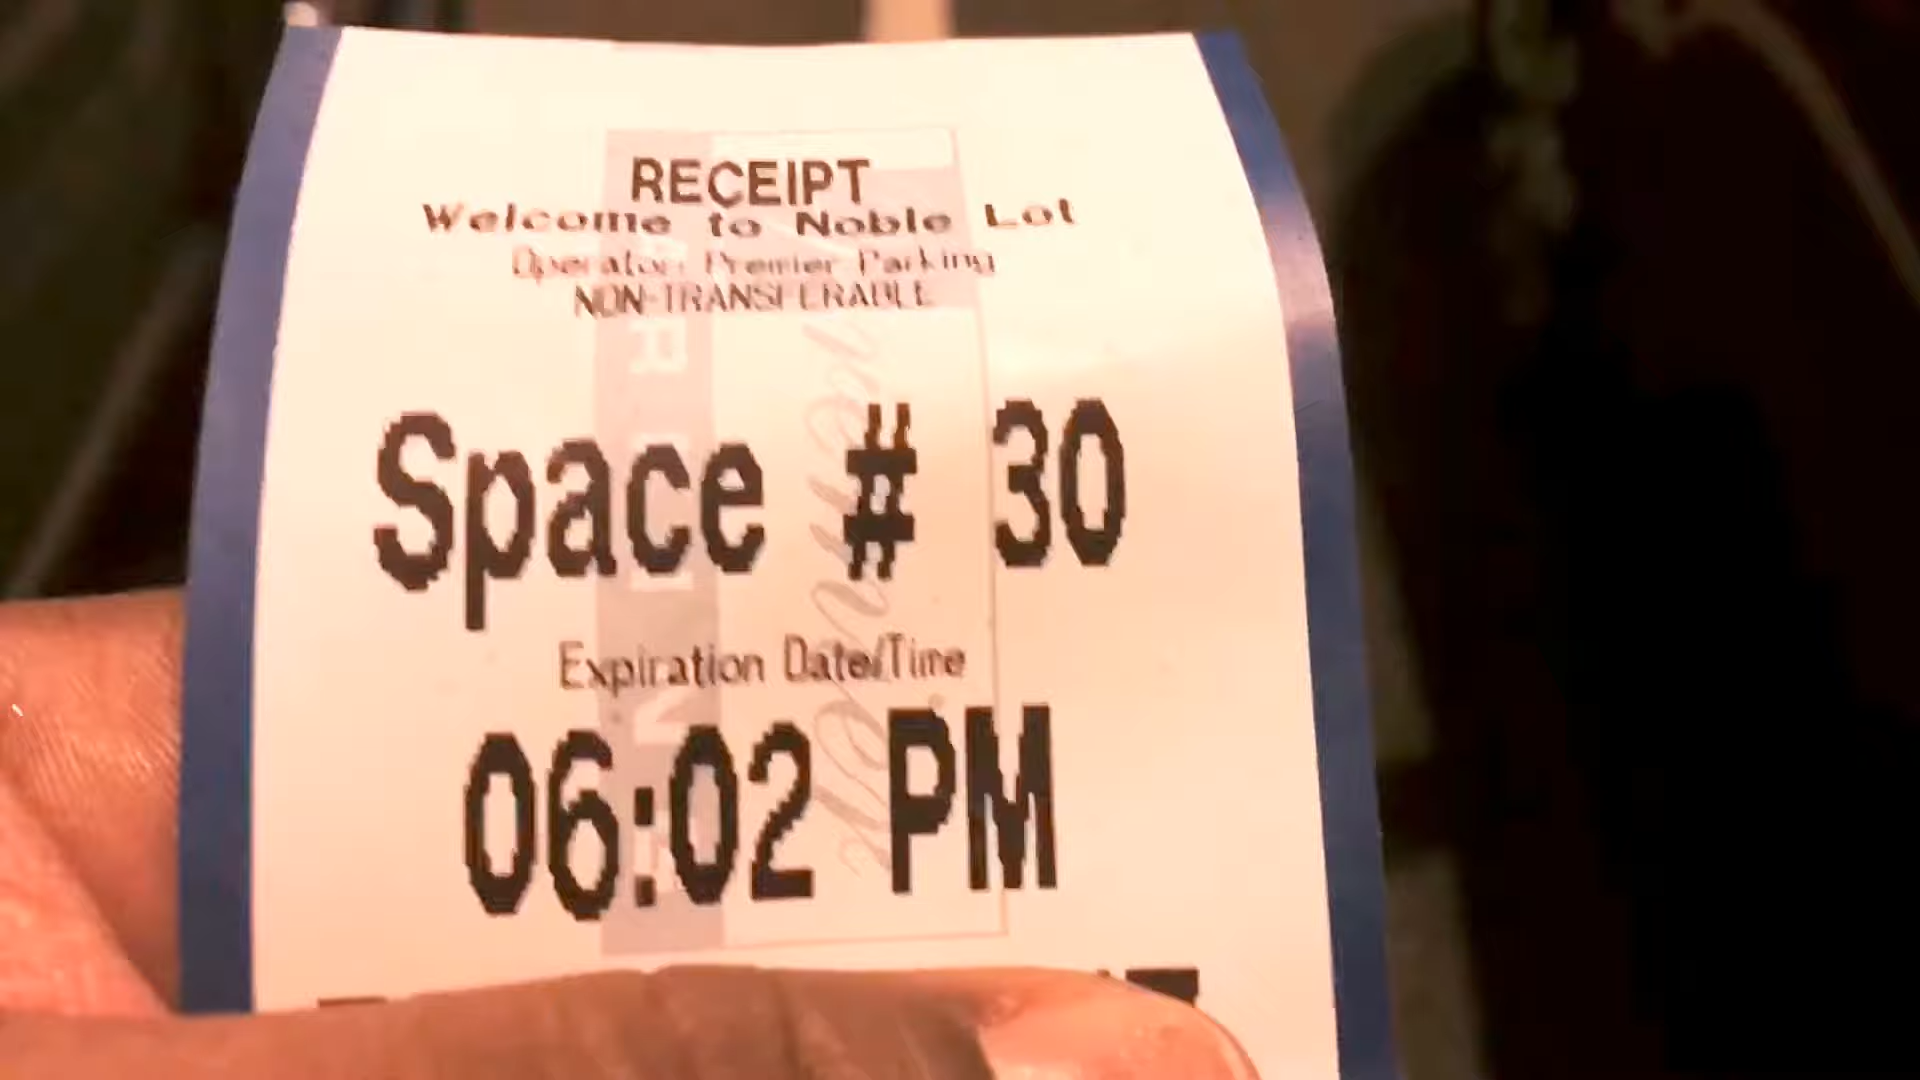 RECEIPT
Welcome to Noble Lot
Operator: Premier Parking
NON-TRANSFERABLE
Space # 30
Expiration Date/Time
06:02 PM